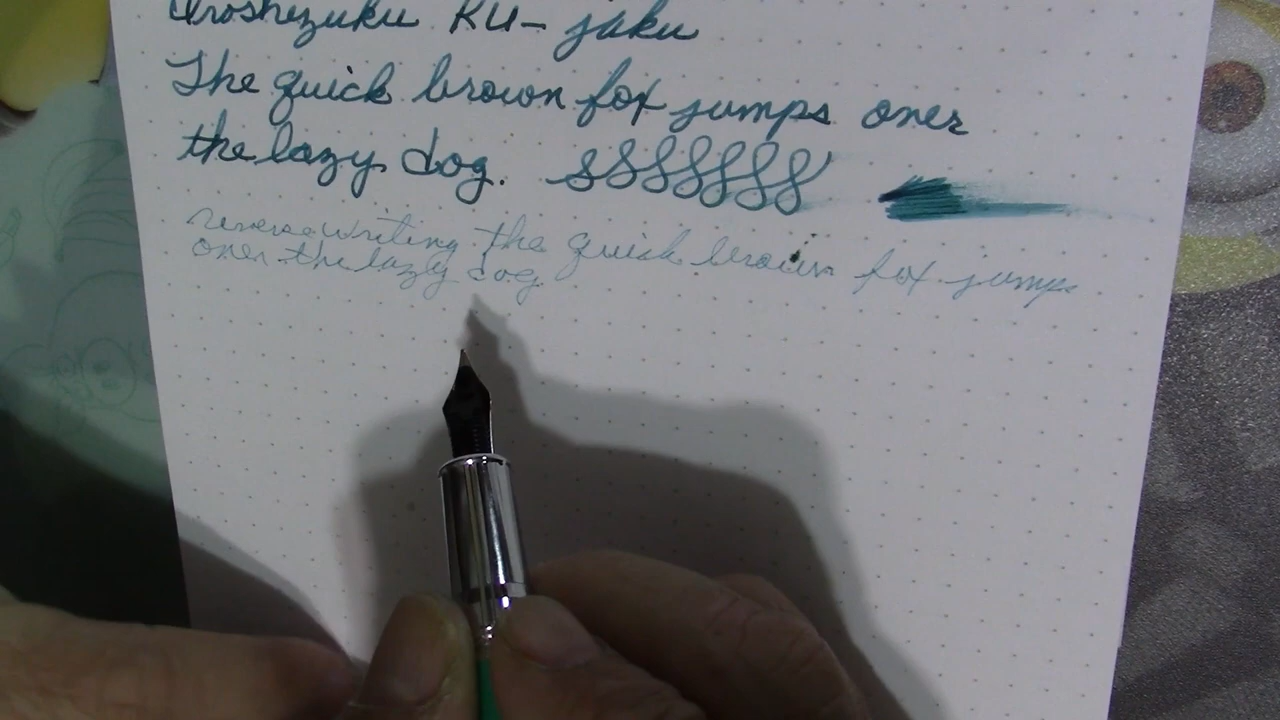 Iroshizuku Ku-jaku
The quick brown fox jumps over
the lazy dog. sSSSSSS
reverse writing the quick brown fox jumps
over the lazy dog